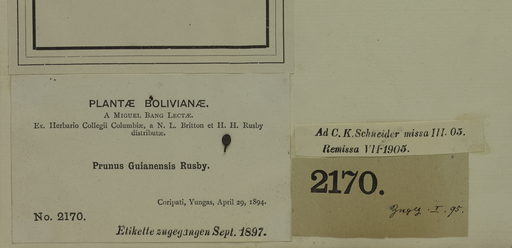 PLANTÆ BOLIVIANÆ.
A MIGUEL BANG LECTÆ.
Ex. Herbario Collegii Columbiæ, a N. L. Britton et H. H. Rusby
distributæ.
Prunus Guianensis Rusby.
Coripati, Yungas, April 29, 1894.
No. 2170.
Etikette zugegangen Sept. 1897.
Ad C. K. Schneider missa III. 05.
Remissa VII 1905.
2170.
I. 95.